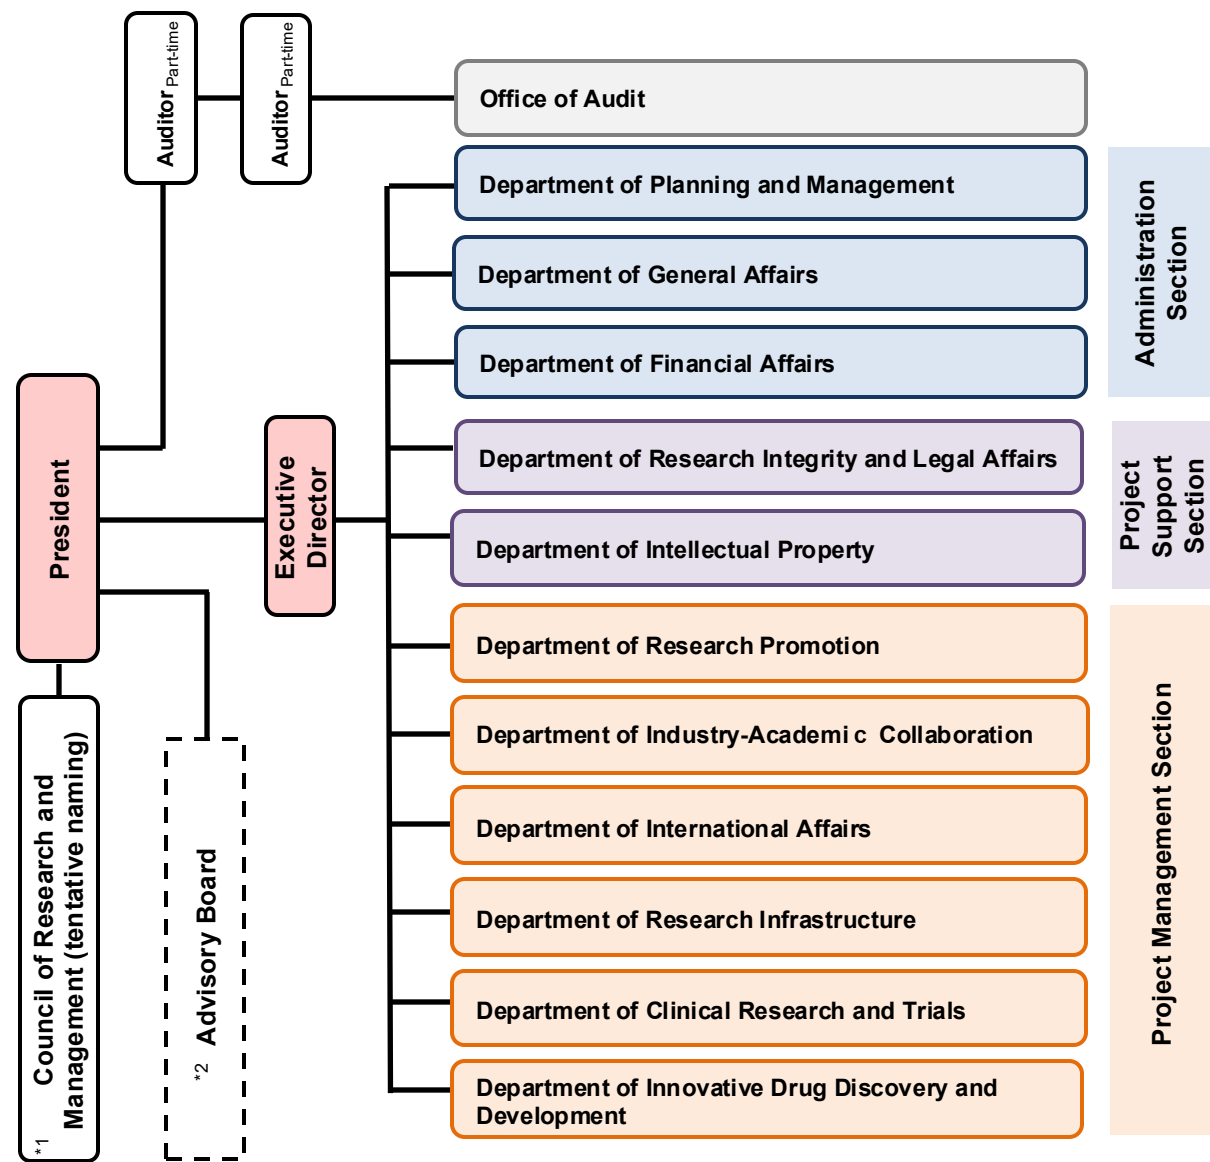 Auditor Part-time
Auditor Part-time
Office of Audit
Department of Planning and Management
Department of General Affairs
Department of Financial Affairs
Administration
Section
President
Executive
Director
Department of Research Integrity and Legal Affairs
Department of Intellectual Property
Project
Support
Section
Department of Research Promotion
Department of Industry-Academic Collaboration
Department of International Affairs
Department of Research Infrastructure
Department of Clinical Research and Trials
Department of Innovative Drug Discovery and
Development
Project Management Section
*1 Council of Research and
Management (tentative naming)
*2 Advisory Board